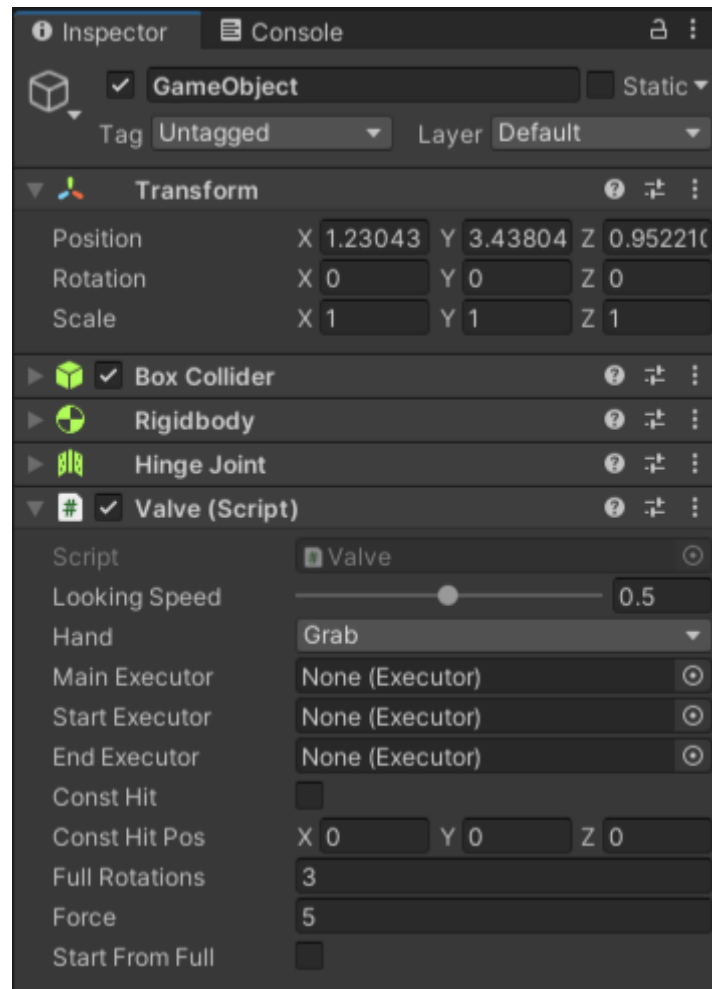 Inspector Console
GameObject Static
Tag Untagged Layer Default
Transform
Position X 1.23043 Y 3.43804 Z 0.952210
Rotation X 0 Y 0 Z 0
Scale X 1 Y 1 Z 1
Box Collider
Rigidbody
Hinge Joint
# Valve (Script)
Script # Valve
Looking Speed 0.5
Hand Grab
Main Executor None (Executor)
Start Executor None (Executor)
End Executor None (Executor)
Const Hit
Const Hit Pos X 0 Y 0 Z 0
Full Rotations 3
Force 5
Start From Full